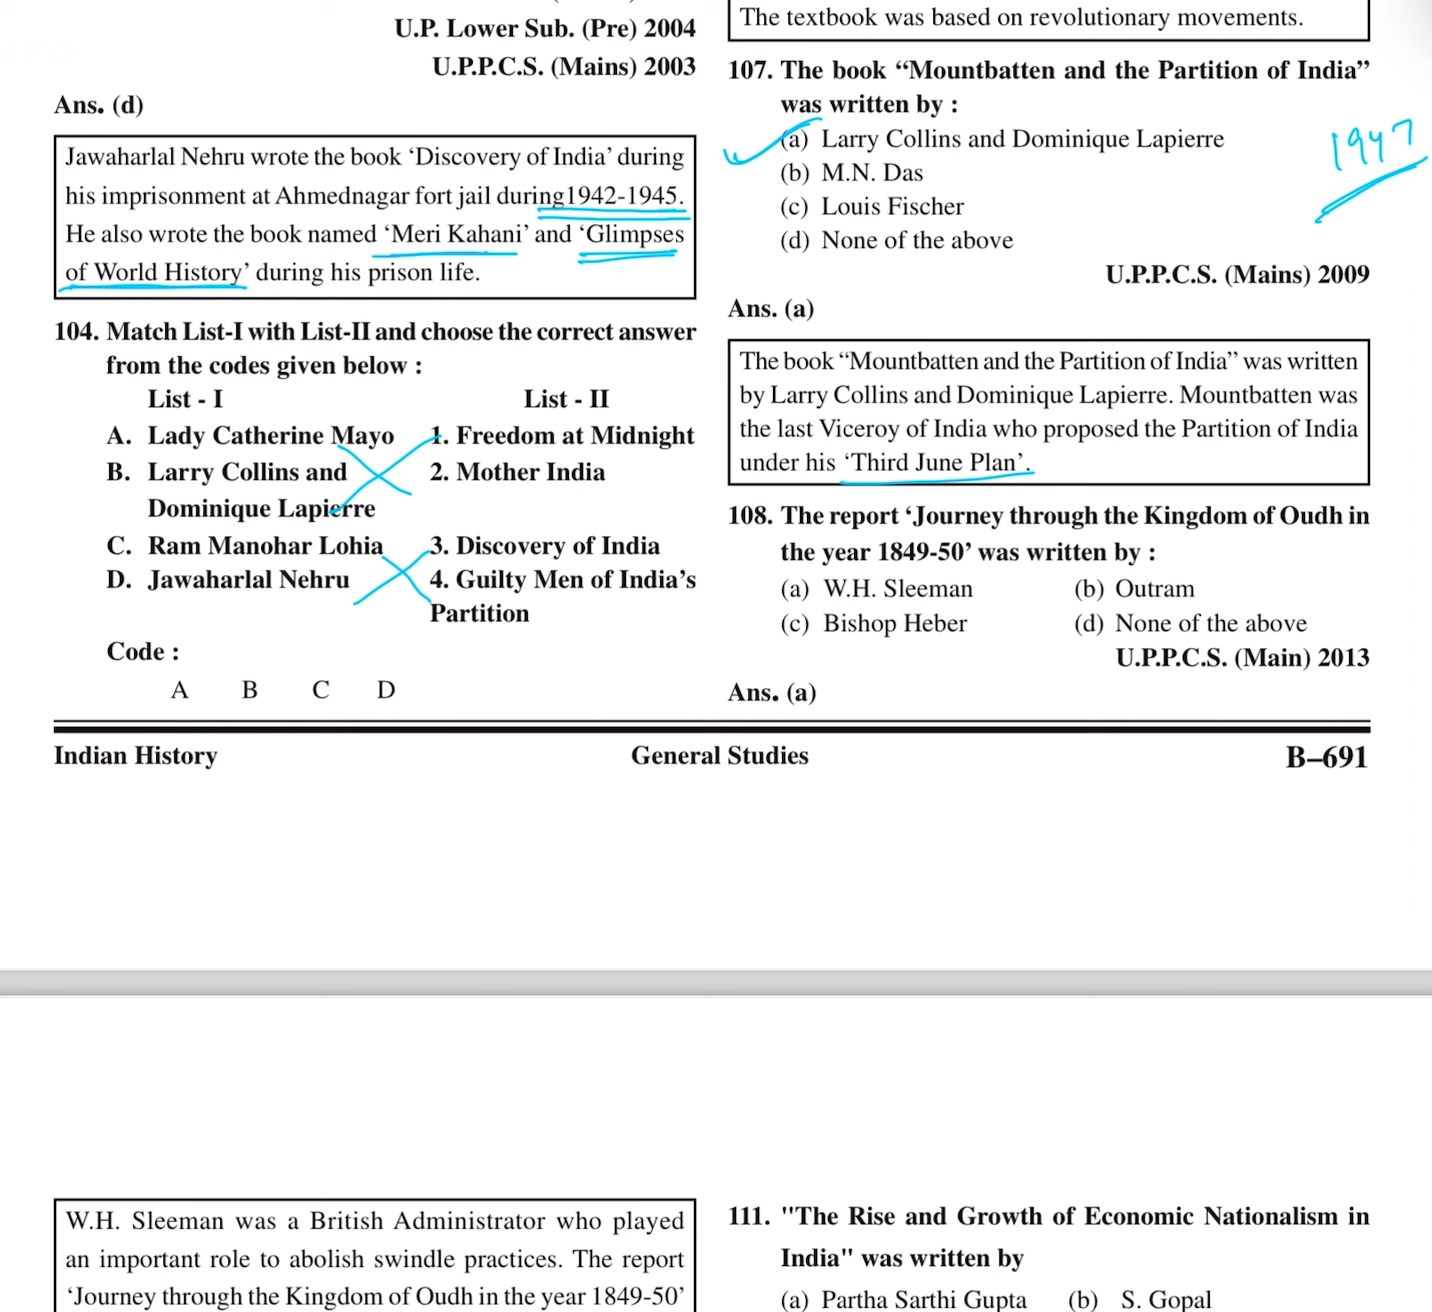 U.P. Lower Sub. (Pre) 2004
U.P.P.C.S. (Mains) 2003
Ans. (d)
Jawaharlal Nehru wrote the book ‘Discovery of India’ during
his imprisonment at Ahmednagar fort jail during1942-1945.
He also wrote the book named ‘Meri Kahani’ and ‘Glimpses
of World History’ during his prison life.
104. Match List-I with List-II and choose the correct answer
from the codes given below :
List - I List - II
A. Lady Catherine Mayo 1. Freedom at Midnight
B. Larry Collins and 2. Mother India
Dominique Lapierre
C. Ram Manohar Lohia 3. Discovery of India
D. Jawaharlal Nehru 4. Guilty Men of India’s
Partition
Code :
A B C D
The textbook was based on revolutionary movements.
107. The book “Mountbatten and the Partition of India”
was written by :
(a) Larry Collins and Dominique Lapierre
1947
(b) M.N. Das
(c) Louis Fischer
(d) None of the above
U.P.P.C.S. (Mains) 2009
Ans. (a)
The book “Mountbatten and the Partition of India” was written
by Larry Collins and Dominique Lapierre. Mountbatten was
the last Viceroy of India who proposed the Partition of India
under his ‘Third June Plan’.
108. The report ‘Journey through the Kingdom of Oudh in
the year 1849-50’ was written by :
(a) W.H. Sleeman (b) Outram
(c) Bishop Heber (d) None of the above
U.P.P.C.S. (Main) 2013
Ans. (a)
Indian History General Studies B–691
W.H. Sleeman was a British Administrator who played
an important role to abolish swindle practices. The report
‘Journey through the Kingdom of Oudh in the year 1849-50’
111. "The Rise and Growth of Economic Nationalism in
India" was written by
(a) Partha Sarthi Gupta (b) S. Gopal